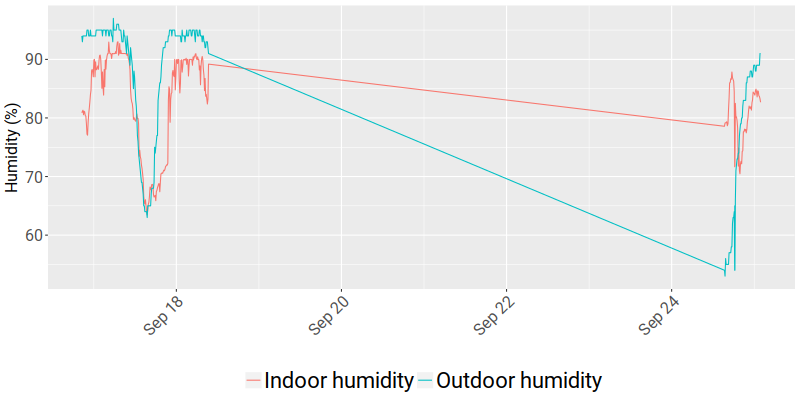 Humidity (%)
90
80
70
60
Sep 18
Sep 20
Sep 22
Sep 24
Indoor humidity
Outdoor humidity